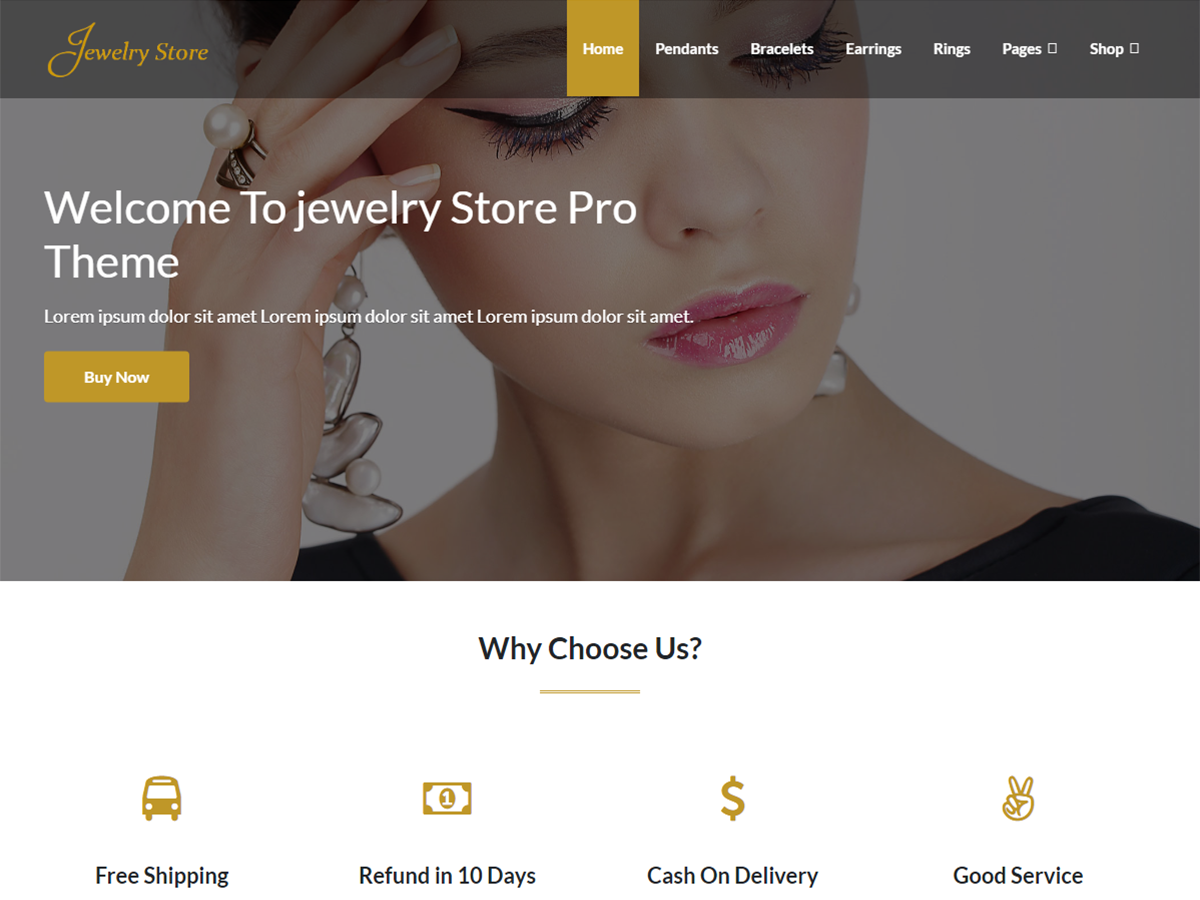 Jewelry Store
Home Pendants Bracelets Earrings Rings Pages Shop
Welcome To jewelry Store Pro
Theme
Lorem ipsum dolor sit amet Lorem ipsum dolor sit amet Lorem ipsum dolor sit amet.
Buy Now
Why Choose Us?
1
$
Free Shipping Refund in 10 Days Cash On Delivery Good Service